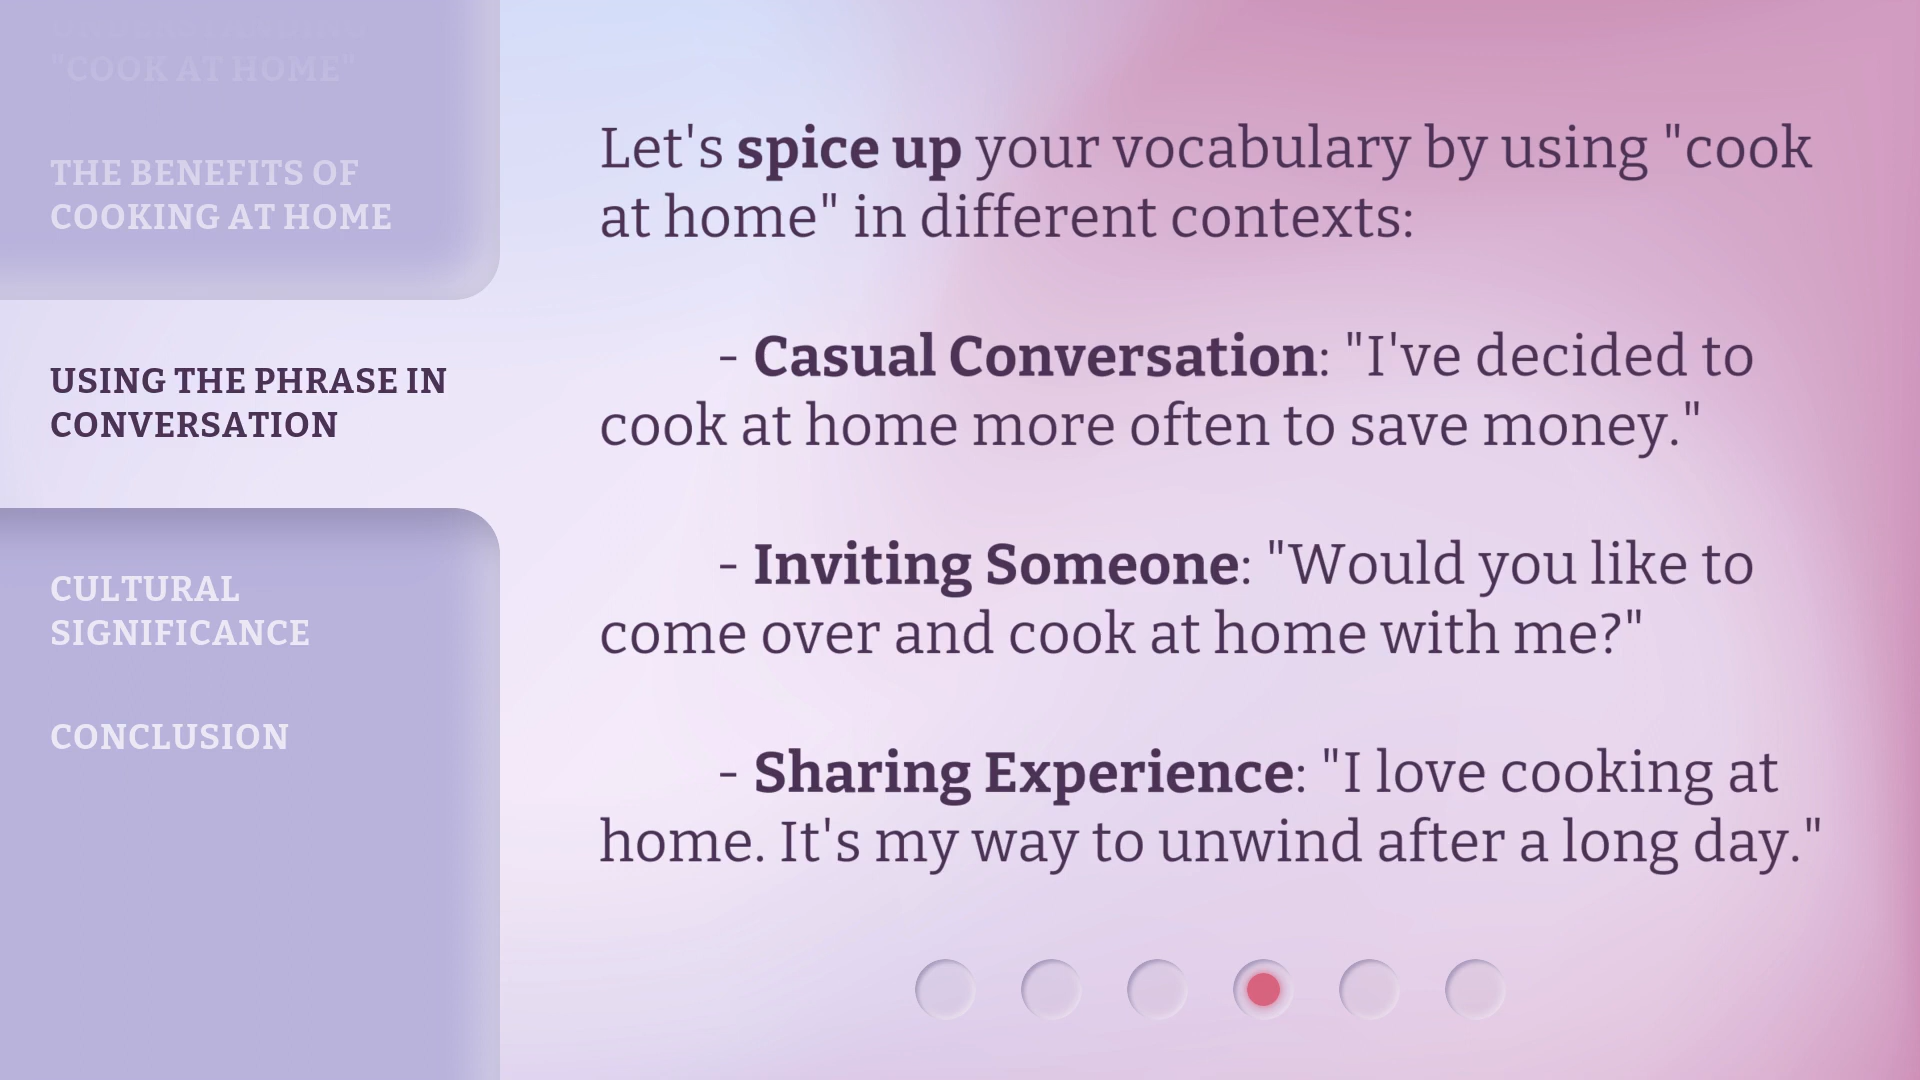 "COOK AT HOME"
THE BENEFITS OF
COOKING AT HOME
USING THE PHRASE IN
CONVERSATION
CULTURAL
SIGNIFICANCE
CONCLUSION
Let's spice up your vocabulary by using "cook
at home" in different contexts:
- Casual Conversation: "I've decided to
cook at home more often to save money."
- Inviting Someone: "Would you like to
come over and cook at home with me?"
- Sharing Experience: "I love cooking at
home. It's my way to unwind after a long day."